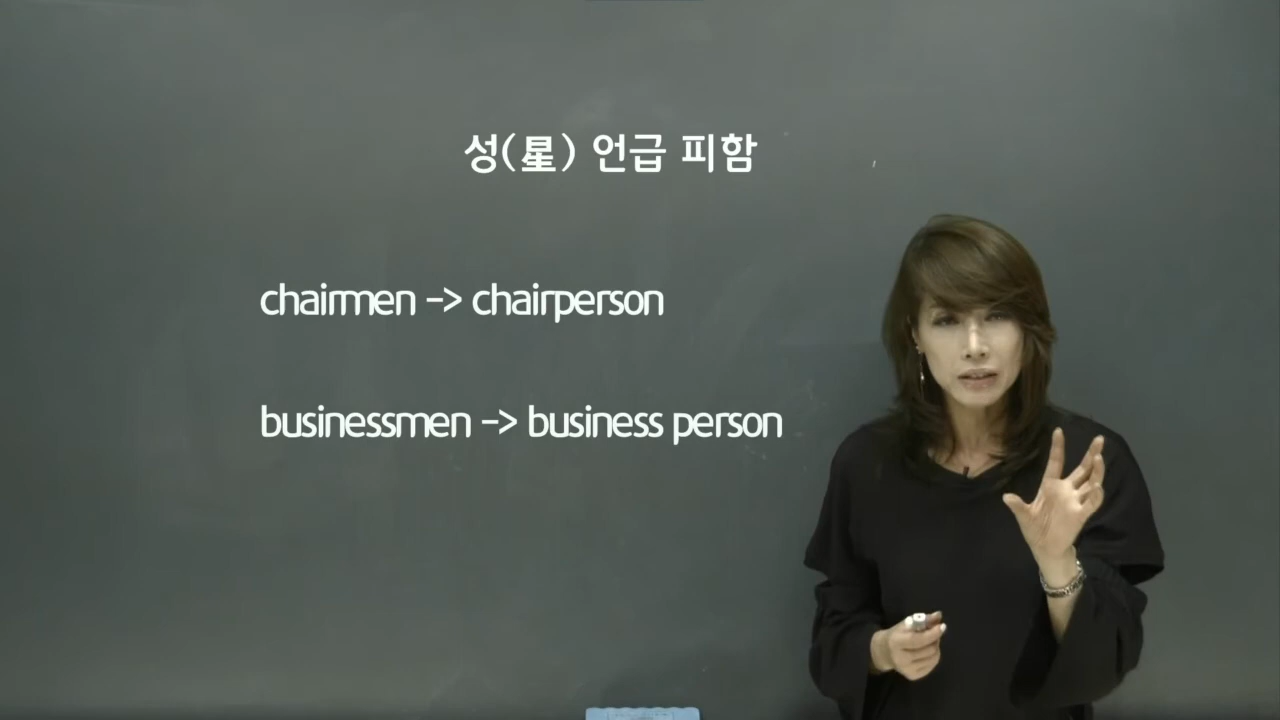 성(星) 언급 피함
chairmen -> chairperson
businessmen -> business person